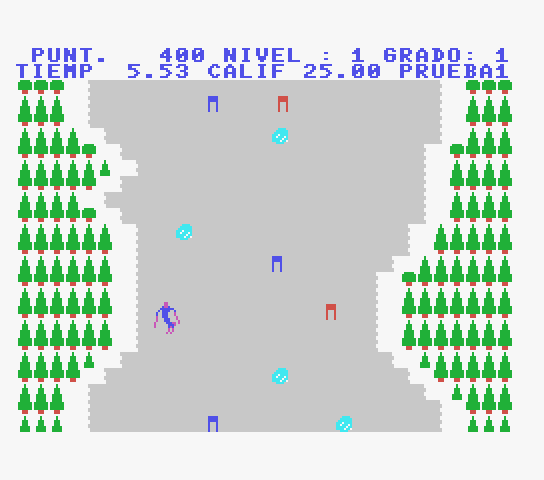 PUNT. 400 NIVEL : 1 GRADO: 1
TIEMP 5.53 CALIF 25.00 PRUEBA1